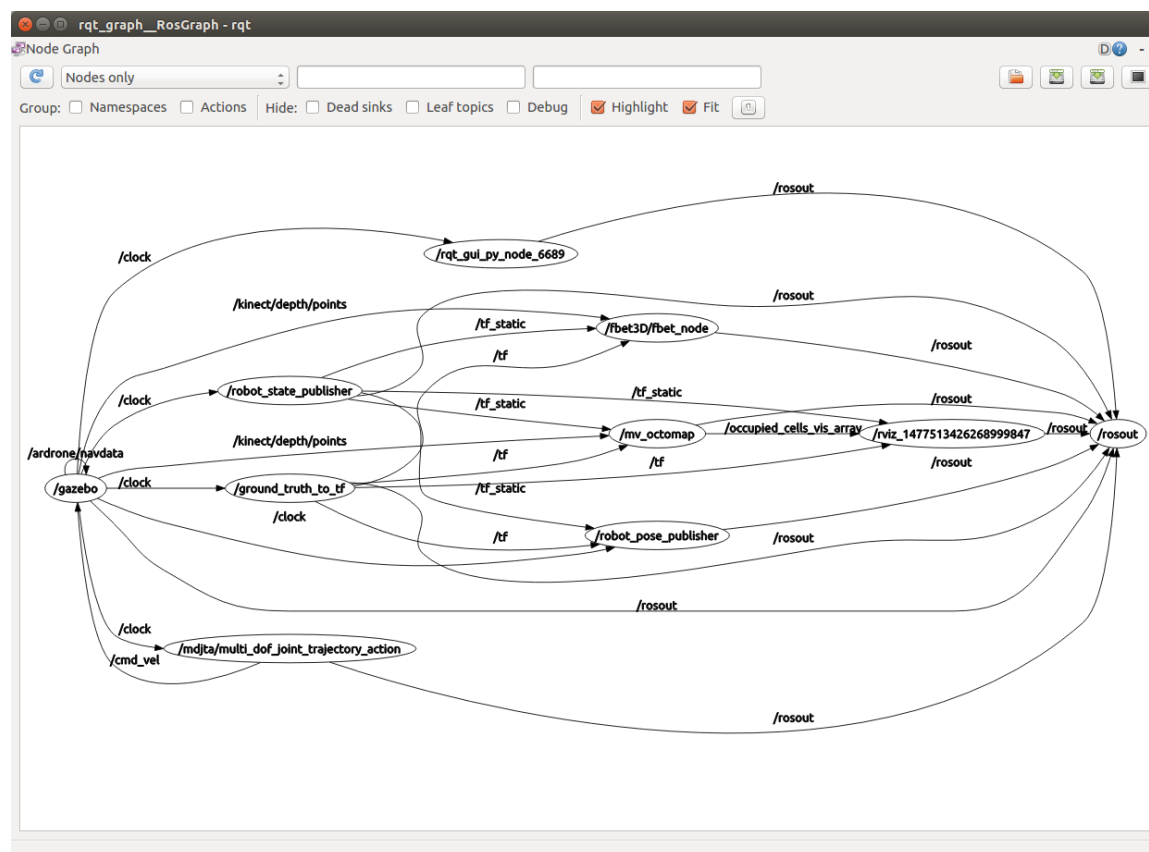 rqt_graph__RosGraph - rqt
Node Graph
D
-
Nodes only
Group: Namespaces Actions Hide: Dead sinks Leaf topics Debug Highlight Fit
/rosout
/clock
/rqt_gui_py_node_6689
/kinect/depth/points
/rosout
/tf_static
/fbet3D/fbet_node
/rosout
/tf
/robot_state_publisher
/tf_static
/clock
/tf_static
/rosout
/kinect/depth/points
/mv_octomap
/occupied_cells_vis_array
/rviz_1477513426268999847
/rosout
/rosout
/ardrone/navdata
/tf
/tf
/rosout
/gazebo
/clock
/ground_truth_to_tf
/tf_static
/clock
/tf
/robot_pose_publisher
/rosout
/rosout
/clock
/mdjta/multi_dof_joint_trajectory_action
/cmd_vel
/rosout